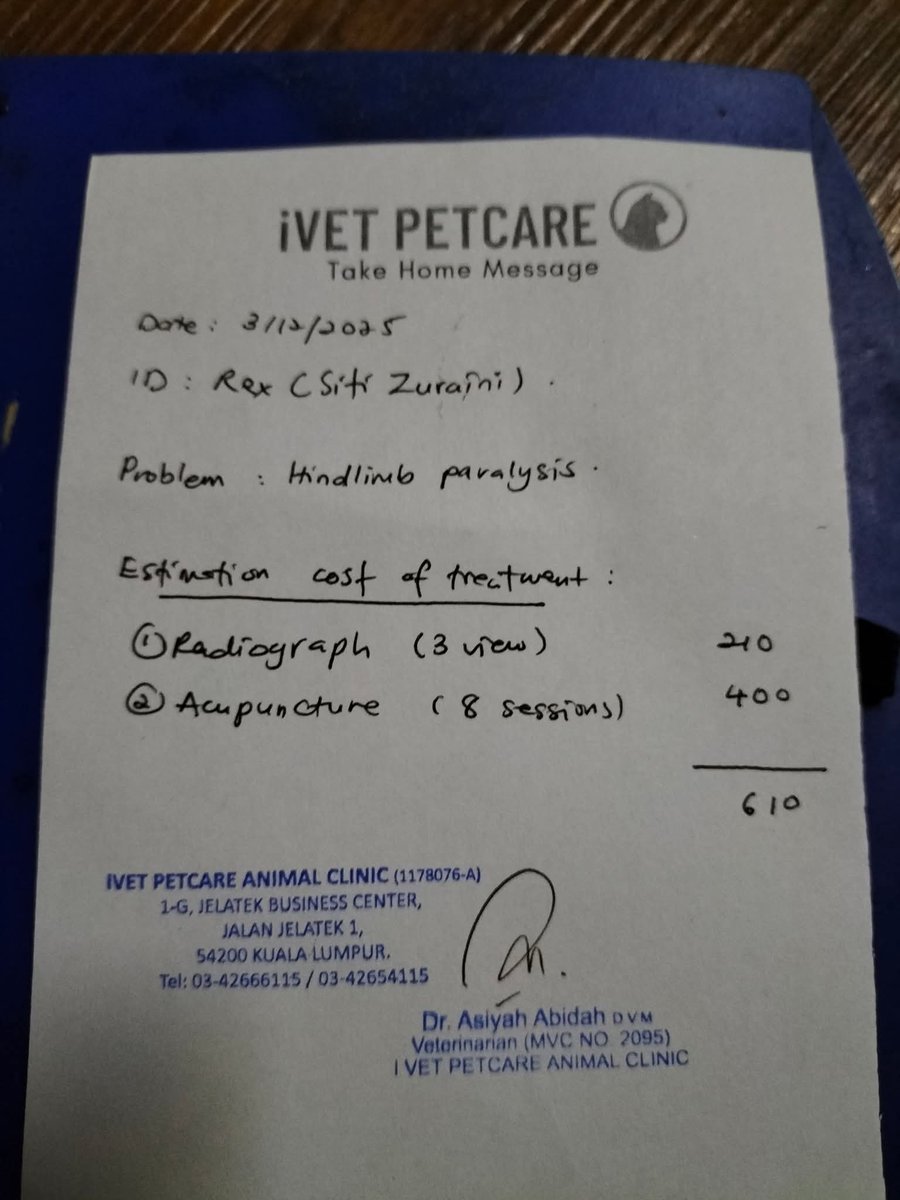 iVET PETCARE
Take Home Message
Date : 3/12/2025
ID : Rex (Siti Zuraini).
Problem : Hindlimb paralysis.
Estimation cost of treatment :
① Radiograph (3 view) 210
② Acupuncture (8 sessions) 400
610
IVET PETCARE ANIMAL CLINIC (1178076-A)
1-G, JELATEK BUSINESS CENTER,
JALAN JELATEK 1,
54200 KUALA LUMPUR.
Tel: 03-42666115 / 03-42654115
Dr. Asiyah Abidah DVM
Veterinarian (MVC NO 2095)
I VET PETCARE ANIMAL CLINIC